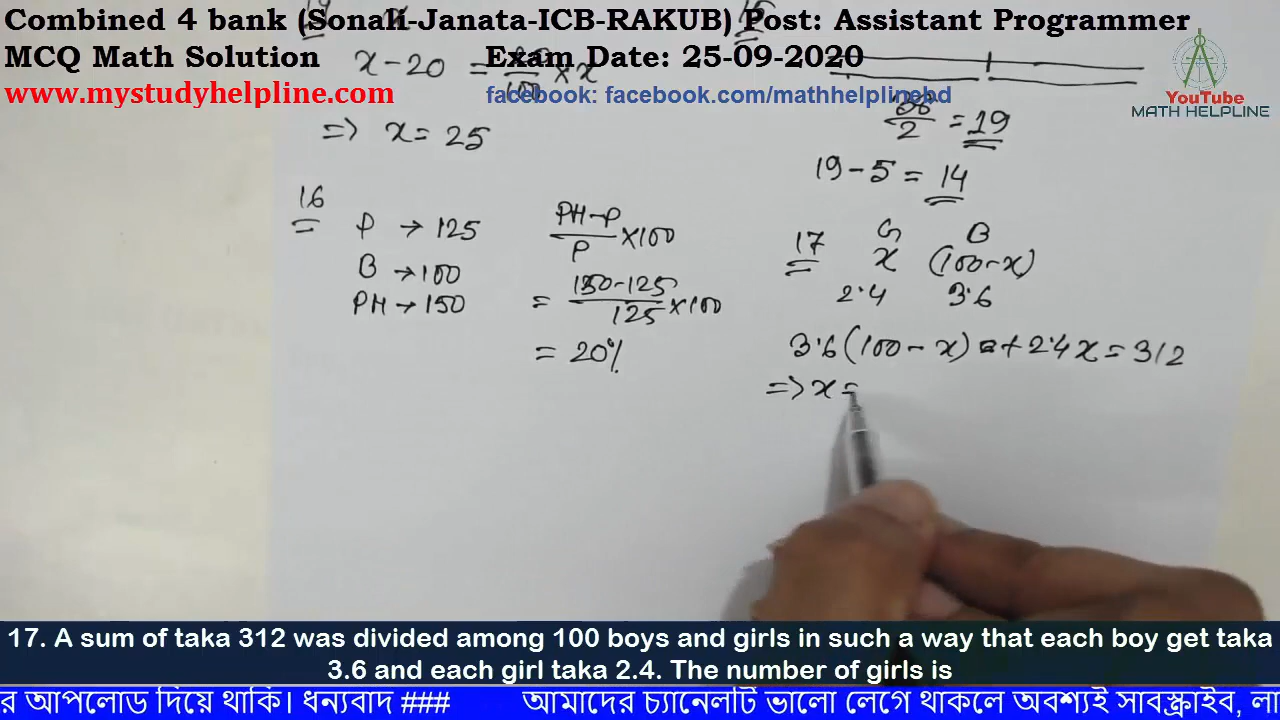 Combined 4 bank (Sonali-Janata-ICB-RAKUB) Post: Assistant Programmer
MCQ Math Solution Exam Date: 25-09-2020
www.mystudyhelpline.com facebook: facebook.com/mathhelplinebd
YouTube
MATH HELPLINE
x-20 = /100 × x
=> x = 25
16
P → 125
B → 100
PH → 150
PH-P/P ×100
= 150-125/125 ×100
= 20%
/2 = 19
19-5 = 14
17 G B
x (100-x)
2.4 3.6
3.6(100-x) + 2.4x = 312
=> x =
17. A sum of taka 312 was divided among 100 boys and girls in such a way that each boy get taka
3.6 and each girl taka 2.4. The number of girls is
র আপলোড দিয়ে থাকি। ধন্যবাদ ### আমাদের চ্যানেলটি ভালো লেগে থাকলে অবশ্যই সাবস্ক্রাইব, লা